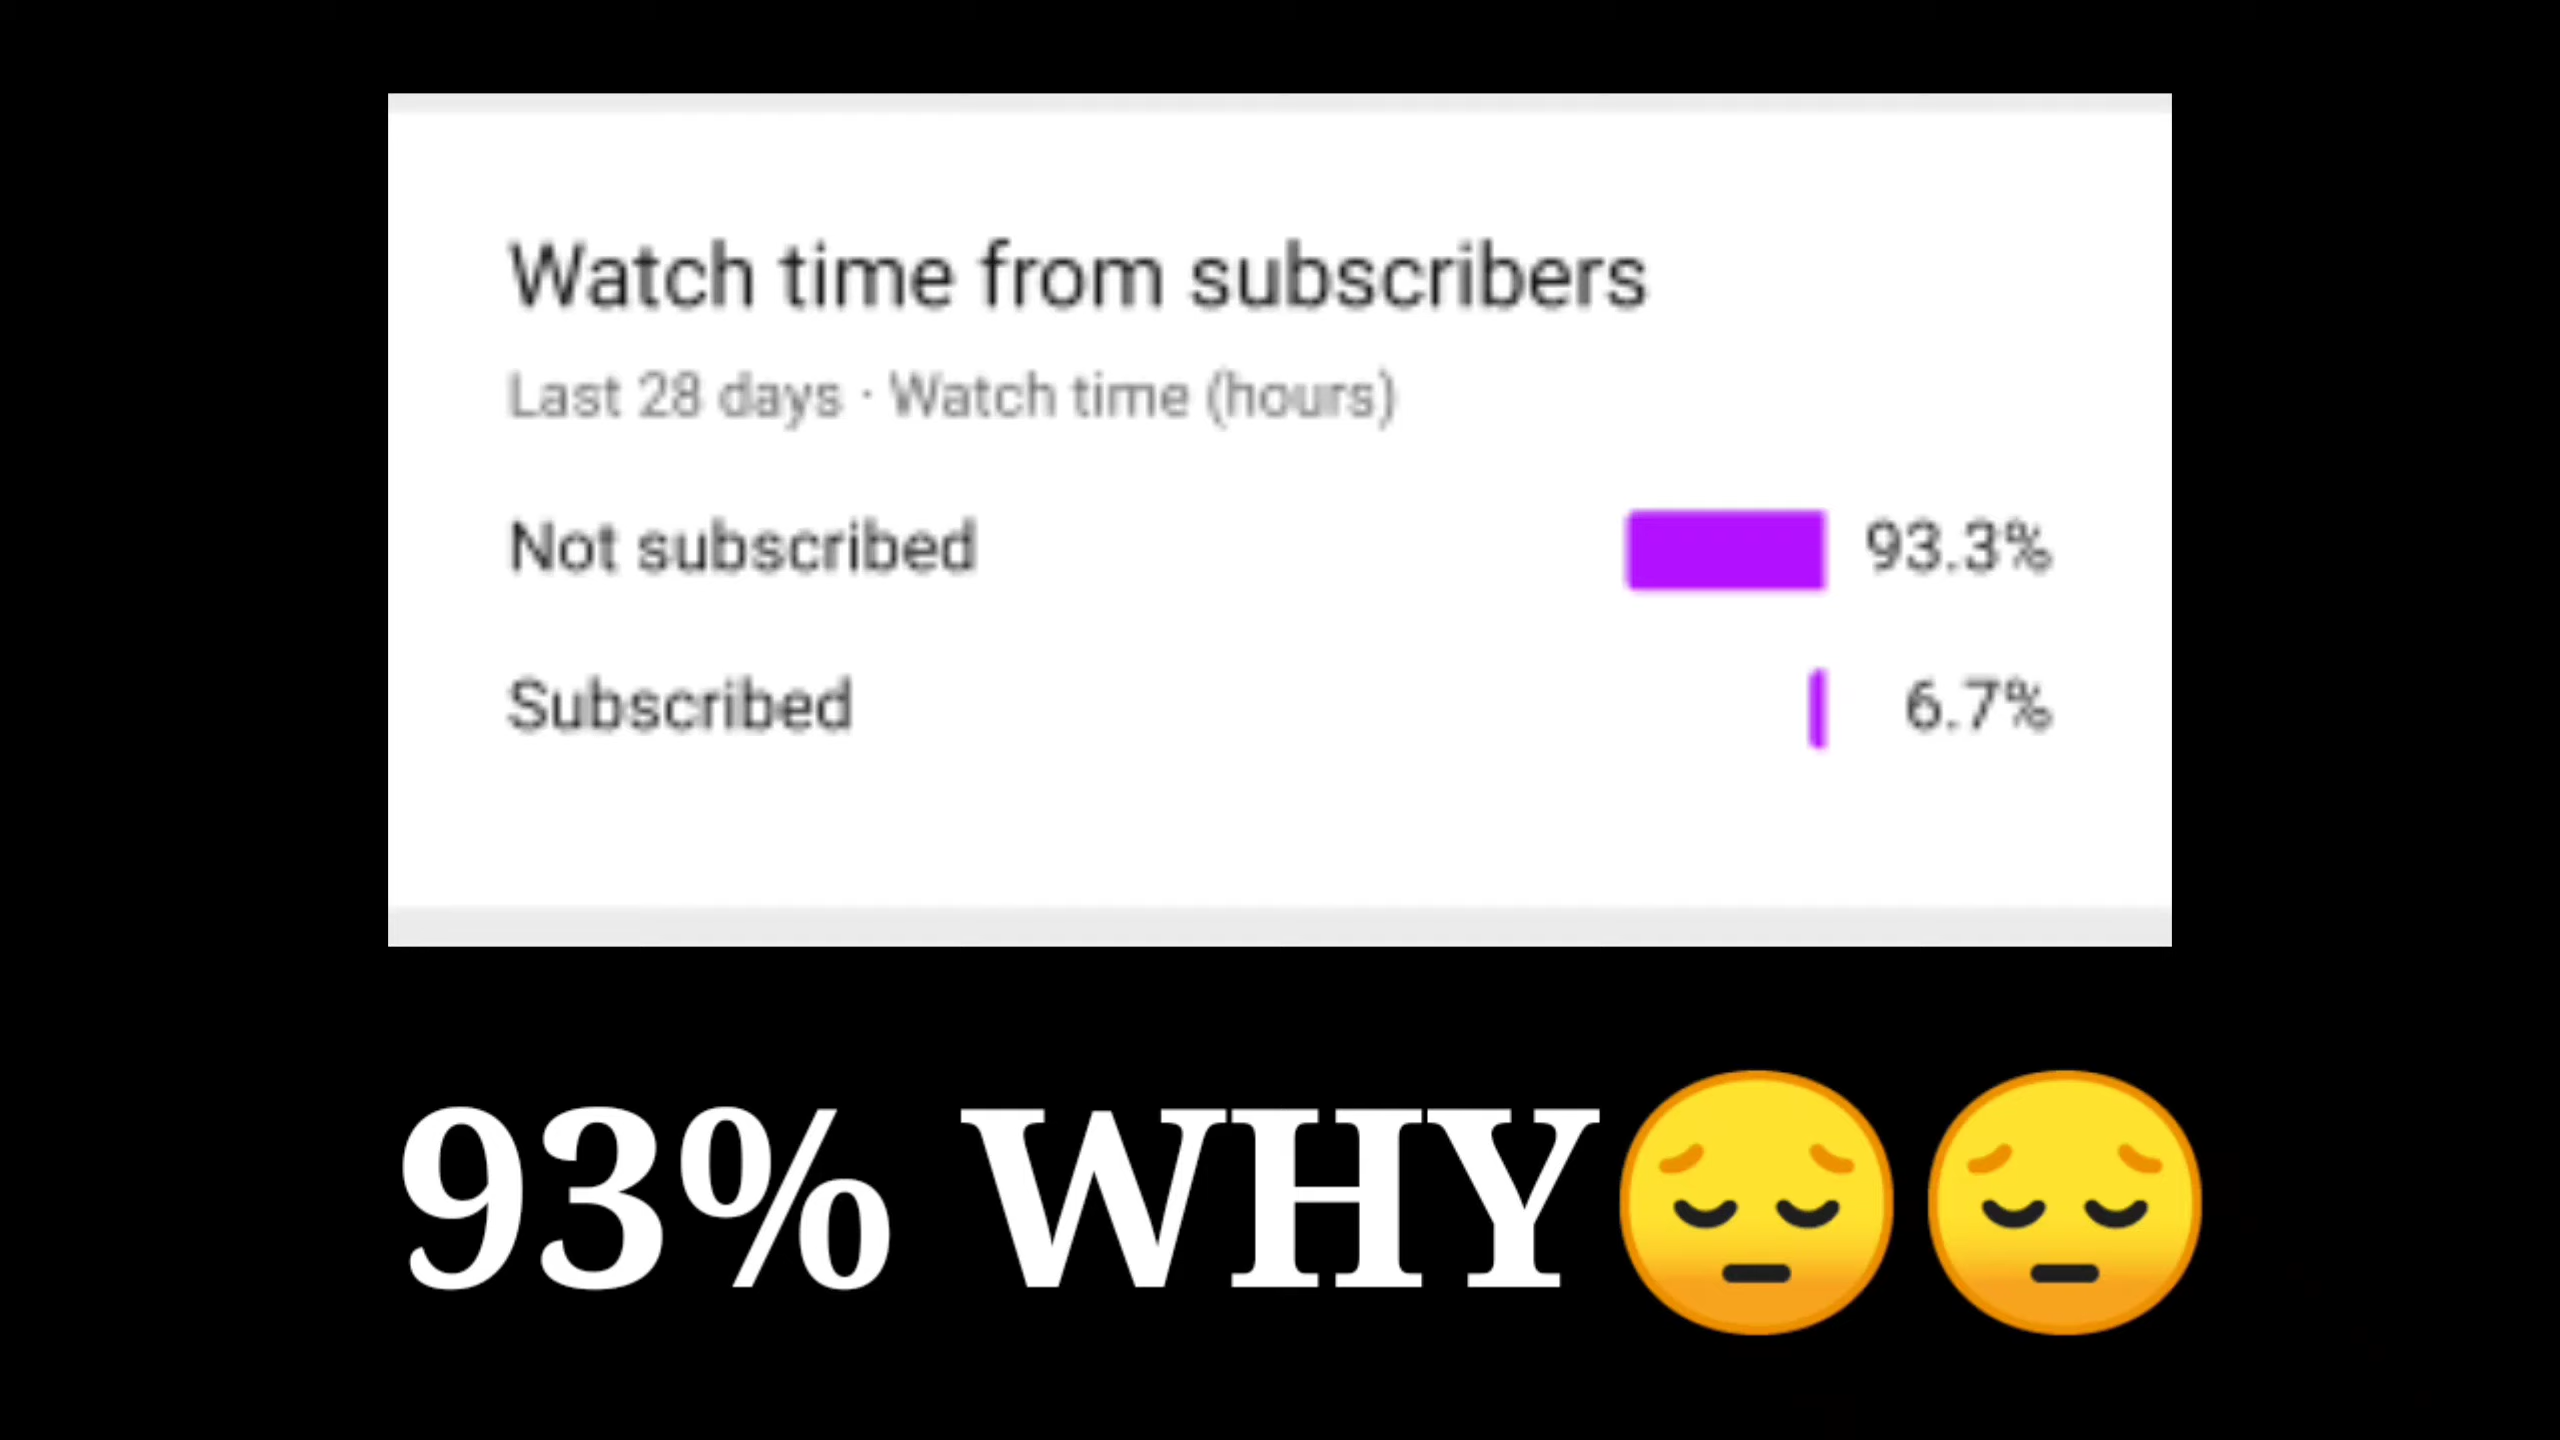 Watch time from subscribers
Last 28 days · Watch time (hours)
Not subscribed 93.3%
Subscribed 6.7%
93% WHY😔😔